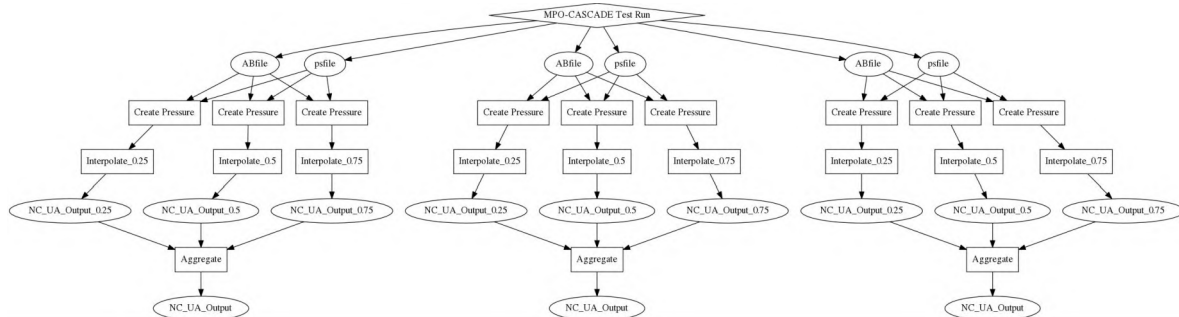 MPO-CASCADE Test Run
ABfile psfile ABfile psfile ABfile psfile
Create Pressure Create Pressure Create Pressure Create Pressure Create Pressure Create Pressure Create Pressure Create Pressure Create Pressure
Interpolate_0.25 Interpolate_0.5 Interpolate_0.75 Interpolate_0.25 Interpolate_0.5 Interpolate_0.75 Interpolate_0.25 Interpolate_0.5 Interpolate_0.75
NC_UA_Output_0.25 NC_UA_Output_0.5 NC_UA_Output_0.75 NC_UA_Output_0.25 NC_UA_Output_0.5 NC_UA_Output_0.75 NC_UA_Output_0.25 NC_UA_Output_0.5 NC_UA_Output_0.75
Aggregate Aggregate Aggregate
NC_UA_Output NC_UA_Output NC_UA_Output